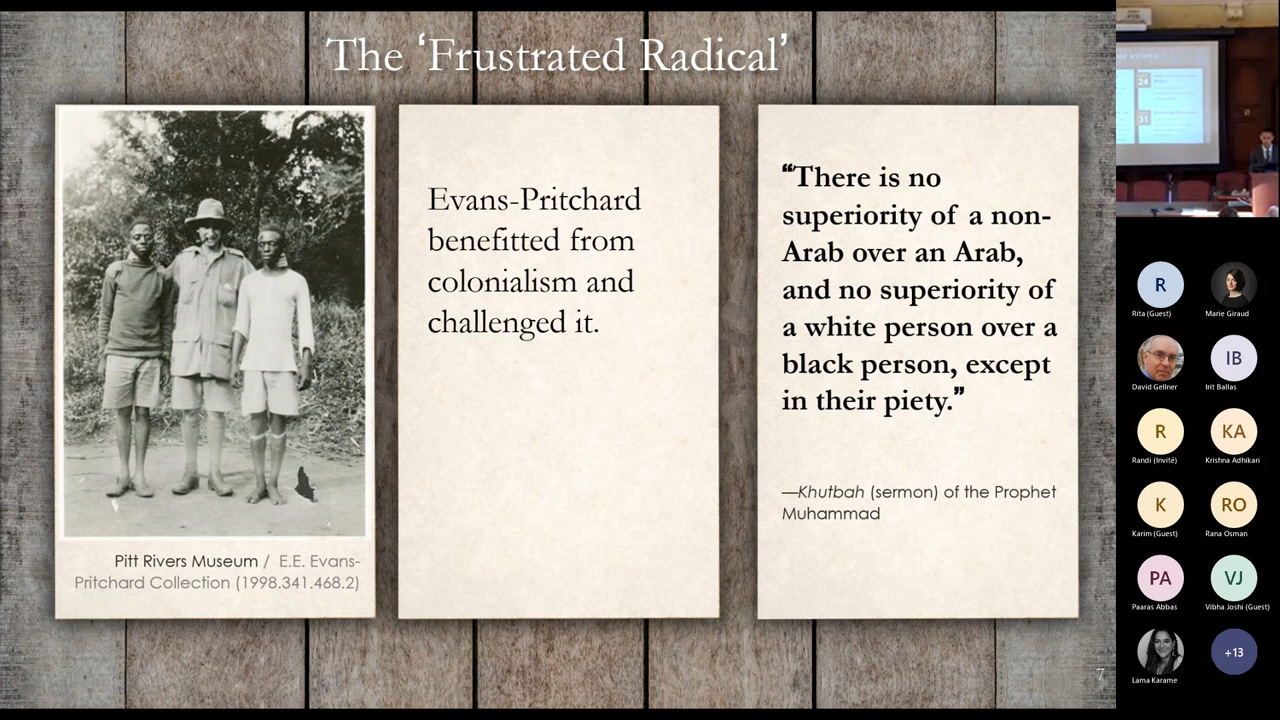 The ‘Frustrated Radical’
Pitt Rivers Museum / E.E. Evans-
Pritchard Collection (1998.341.468.2)
Evans-Pritchard
benefitted from
colonialism and
challenged it.
“There is no
superiority of a non-
Arab over an Arab,
and no superiority of
a white person over a
black person, except
in their piety.”
—Khutbah (sermon) of the Prophet
Muhammad
7
24
31
R
Rita (Guest)
Marie Giraud
David Gellner
IB
Irit Ballas
R
Randi (Invité)
KA
Krishna Adhikari
K
Karim (Guest)
RO
Rana Osman
PA
Paaras Abbas
VJ
Vibha Joshi (Guest)
Lama Karame
+13